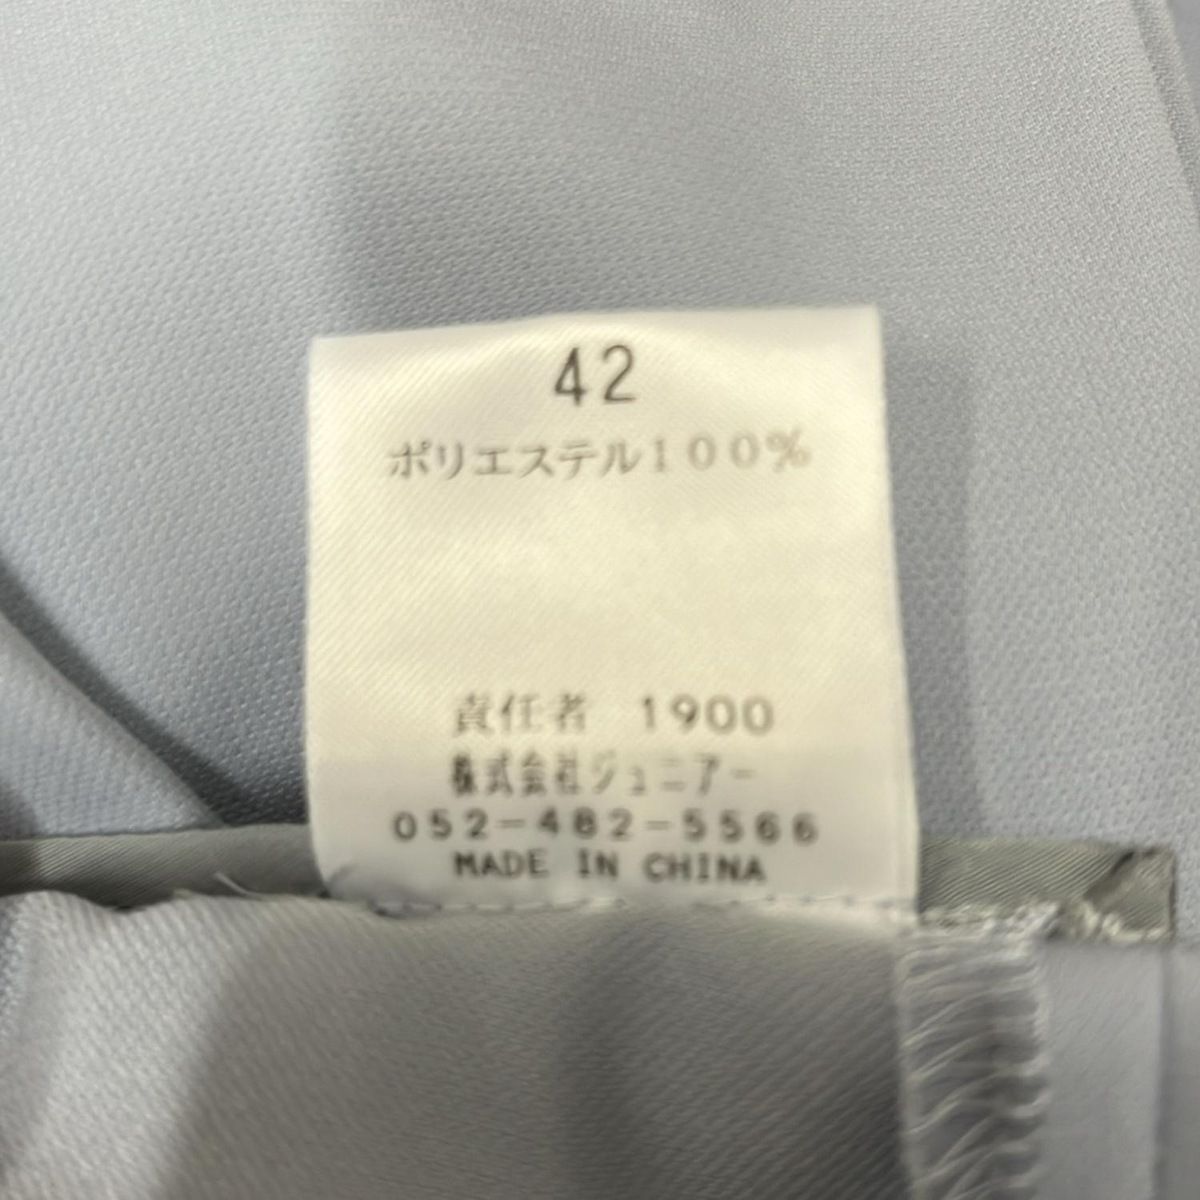 42
ポリエステル100%
責任者 1900
株式会社ジュニアー
052-482-5566
MADE IN CHINA